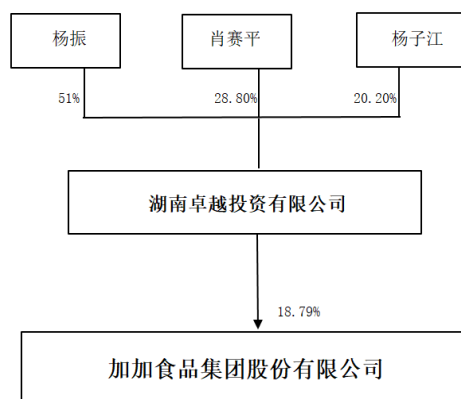 杨振 肖赛平 杨子江
51% 28.80% 20.20%
湖南卓越投资有限公司
18.79%
加加食品集团股份有限公司